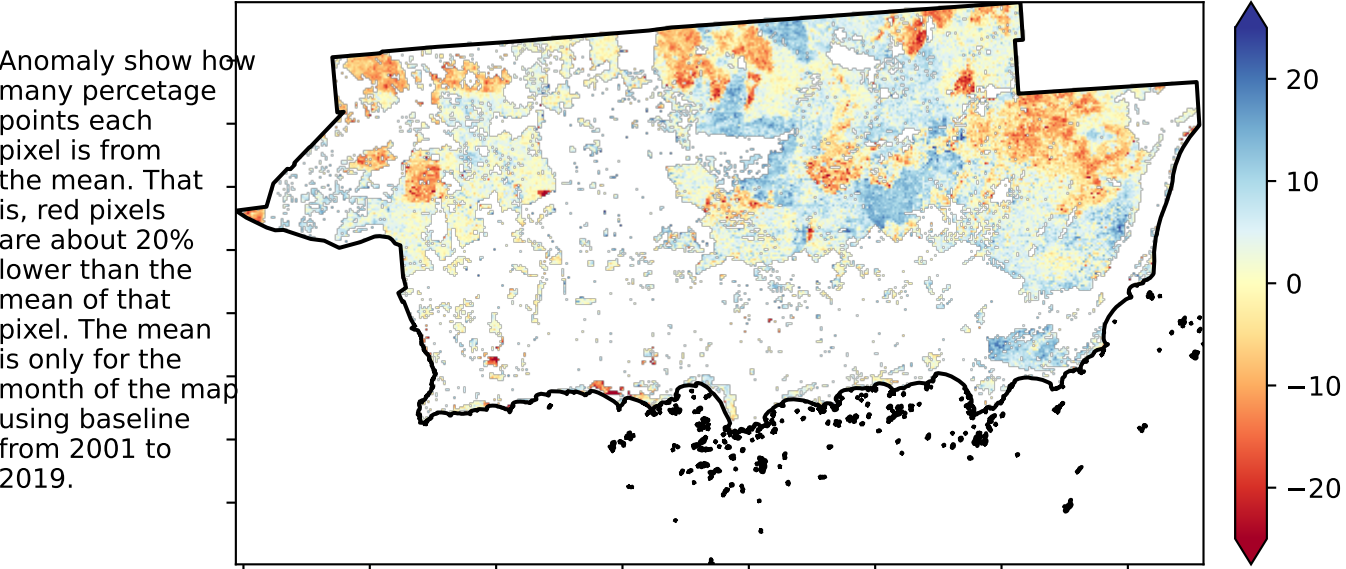 Anomaly show how
many percetage
points each
pixel is from
the mean. That
is, red pixels
are about 20%
lower than the
mean of that
pixel. The mean
is only for the
month of the map
using baseline
from 2001 to
2019.
20
10
0
−10
−20